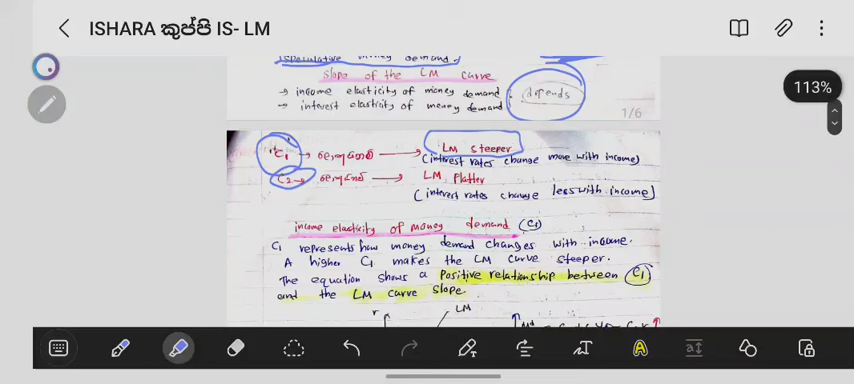 ISHARA කුප්පි IS- LM
113%
ispeculative money demand
slope of the LM curve
→ income elasticity of money demand
→ interest elasticity of money demand
depends
1/6
C1 → → LM steeper
(interest rates change more with income)
C2 → → LM flatter
(interest rates change less with income)
income elasticity of money demand (C1)
C1 represents how money demand changes with income.
A higher C1 makes the LM curve steeper.
The equation shows a positive relationship between C1
and the LM curve slope.
r LM